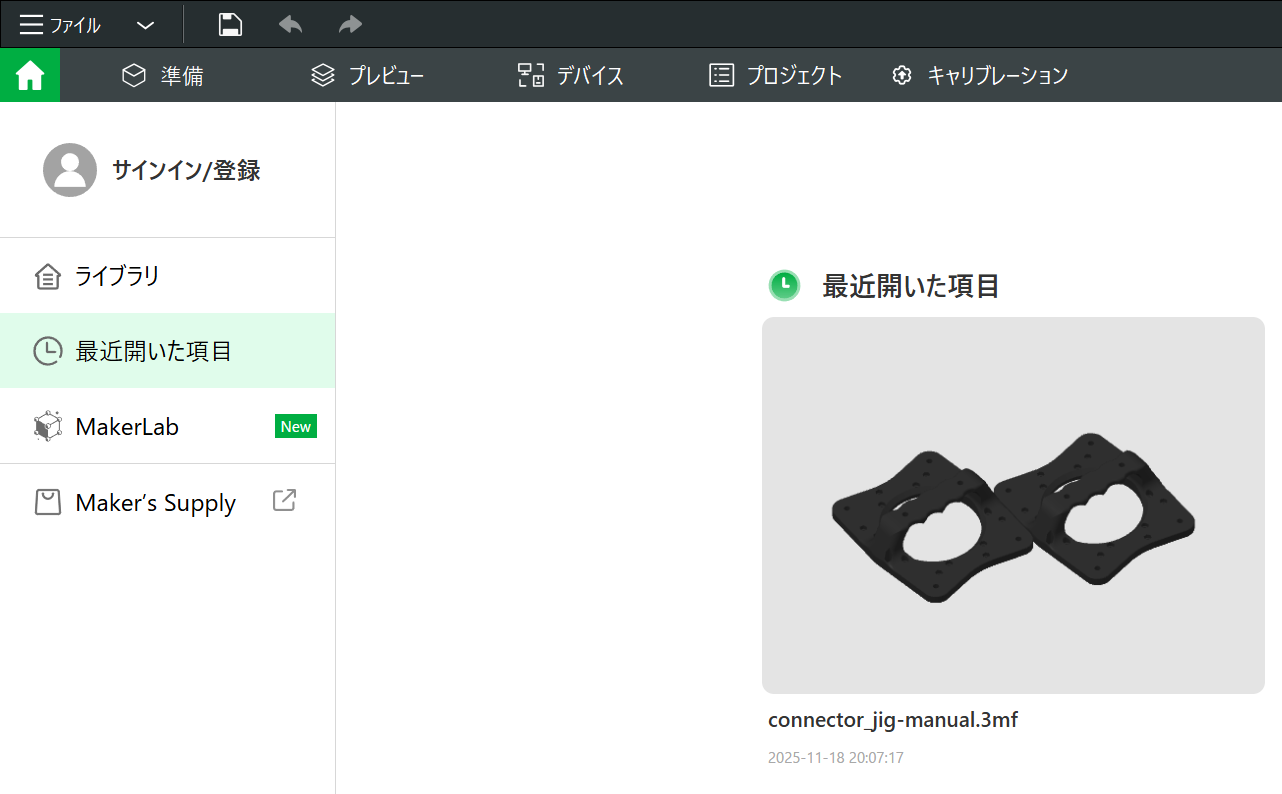 ファイル
準備 プレビュー デバイス プロジェクト キャリブレーション
サインイン/登録
ライブラリ
最近開いた項目
MakerLab New
Maker's Supply
最近開いた項目
connector_jig-manual.3mf
2025-11-18 20:07:17